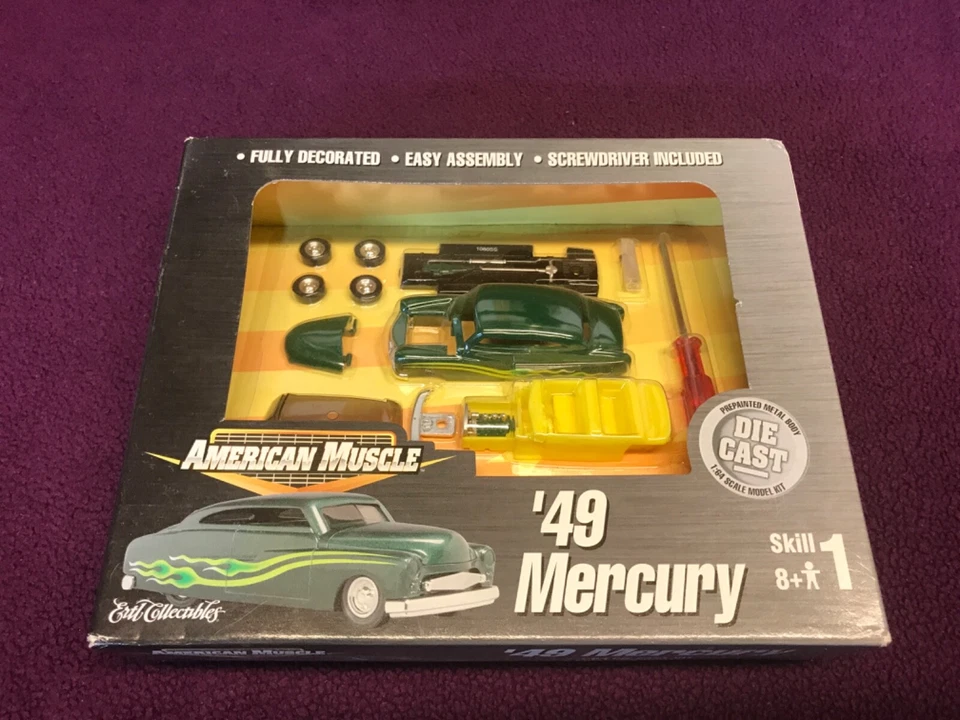 • FULLY DECORATED • EASY ASSEMBLY • SCREWDRIVER INCLUDED
AMERICAN MUSCLE
PREPAINTED METAL BODY
DIE
CAST
1:64 SCALE MODEL KIT
'49
Mercury
Skill 1
8+
Ertl Collectibles
AMERICAN MUSCLE
'49 Mercury